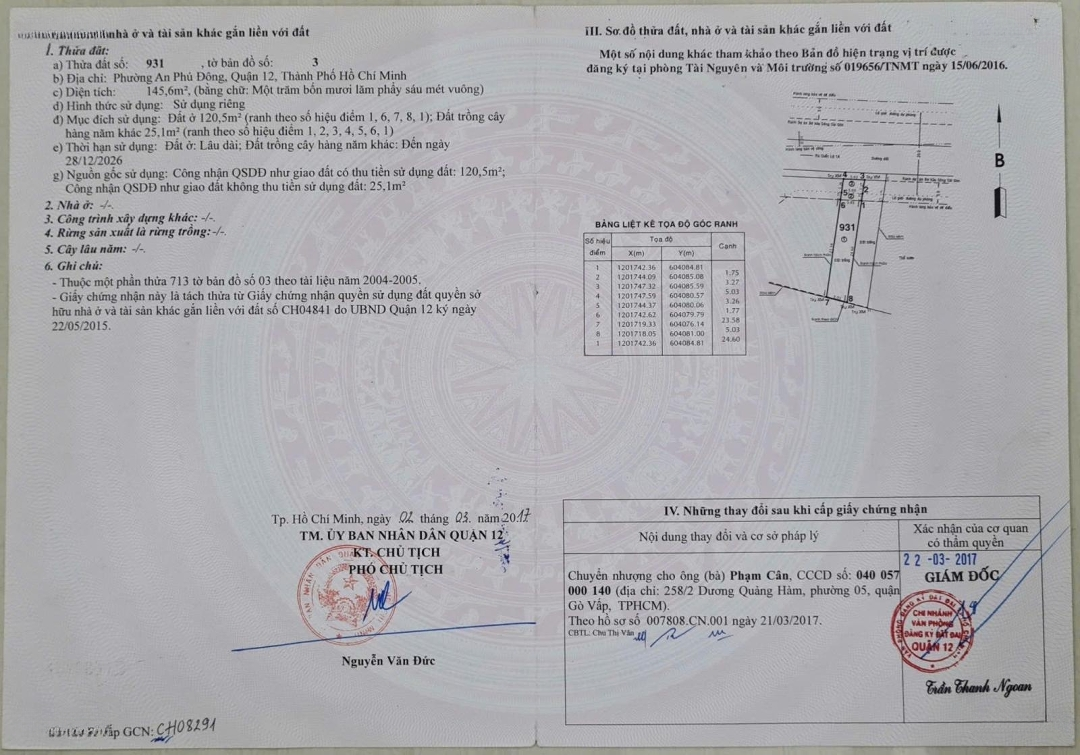 nhà ở và tài sản khác gắn liền với đất
1. Thửa đất:
a) Thửa đất số: 931 , tờ bản đồ số: 3
b) Địa chỉ: Phường An Phú Đông, Quận 12, Thành Phố Hồ Chí Minh
c) Diện tích: 145,6m², (bằng chữ: Một trăm bốn mươi lăm phẩy sáu mét vuông)
d) Hình thức sử dụng: Sử dụng riêng
đ) Mục đích sử dụng: Đất ở 120,5m² (ranh theo số hiệu điểm 1, 6, 7, 8, 1); Đất trồng cây
hàng năm khác 25,1m² (ranh theo số hiệu điểm 1, 2, 3, 4, 5, 6, 1)
e) Thời hạn sử dụng: Đất ở: Lâu dài; Đất trồng cây hàng năm khác: Đến ngày
28/12/2026
g) Nguồn gốc sử dụng: Công nhận QSDĐ như giao đất có thu tiền sử dụng đất: 120,5m²;
Công nhận QSDĐ như giao đất không thu tiền sử dụng đất: 25,1m²
2. Nhà ở: -/-.
3. Công trình xây dựng khác: -/-.
4. Rừng sản xuất là rừng trồng:-/-.
5. Cây lâu năm: -/-.
6. Ghi chú:
- Thuộc một phần thửa 713 tờ bản đồ số 03 theo tài liệu năm 2004-2005.
- Giấy chứng nhận này là tách thửa từ Giấy chứng nhận quyền sử dụng đất quyền sở
hữu nhà ở và tài sản khác gắn liền với đất số CH04841 do UBND Quận 12 ký ngày
22/05/2015.
Tp. Hồ Chí Minh, ngày 02 tháng 03 năm 2017
TM. ỦY BAN NHÂN DÂN QUẬN 12
KT. CHỦ TỊCH
PHÓ CHỦ TỊCH
Nguyễn Văn Đức
cấp GCN: CH08291
III. Sơ đồ thửa đất, nhà ở và tài sản khác gắn liền với đất
Một số nội dung khác tham khảo theo Bản đồ hiện trạng vị trí được
đăng ký tại phòng Tài Nguyên và Môi trường số 019656/TNMT ngày 15/06/2016.
B
4 3
5 2
6 1
931
7 8
BẢNG LIỆT KÊ TỌA ĐỘ GÓC RANH
Số hiệu điểm Tọa độ Cạnh
X(m) Y(m)
1 1201742.36 604084.81
1.75
2 1201744.09 604085.08
3.27
3 1201747.32 604085.59
5.03
4 1201747.59 604080.57
3.26
5 1201744.37 604080.06
1.77
6 1201742.62 604079.79
23.58
7 1201719.33 604076.14
5.03
8 1201718.05 604081.00
24.60
1 1201742.36 604084.81
IV. Những thay đổi sau khi cấp giấy chứng nhận
Nội dung thay đổi và cơ sở pháp lý
Xác nhận của cơ quan
có thẩm quyền
Chuyển nhượng cho ông (bà) Phạm Cân, CCCD số: 040 057
000 140 (địa chỉ: 258/2 Dương Quảng Hàm, phường 05, quận
Gò Vấp, TPHCM).
Theo hồ sơ số 007808.CN.001 ngày 21/03/2017.
CBTL: Chu Thị Vân
22 -03- 2017
GIÁM ĐỐC
CHI NHÁNH
VĂN PHÒNG
ĐĂNG KÝ ĐẤT ĐAI
QUẬN 12
Trần Thanh Ngoan